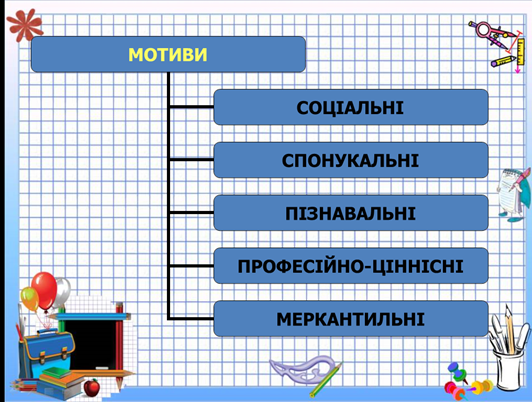 МОТИВИ
СОЦІАЛЬНІ
СПОНУКАЛЬНІ
ПІЗНАВАЛЬНІ
ПРОФЕСІЙНО-ЦІННІСНІ
МЕРКАНТИЛЬНІ